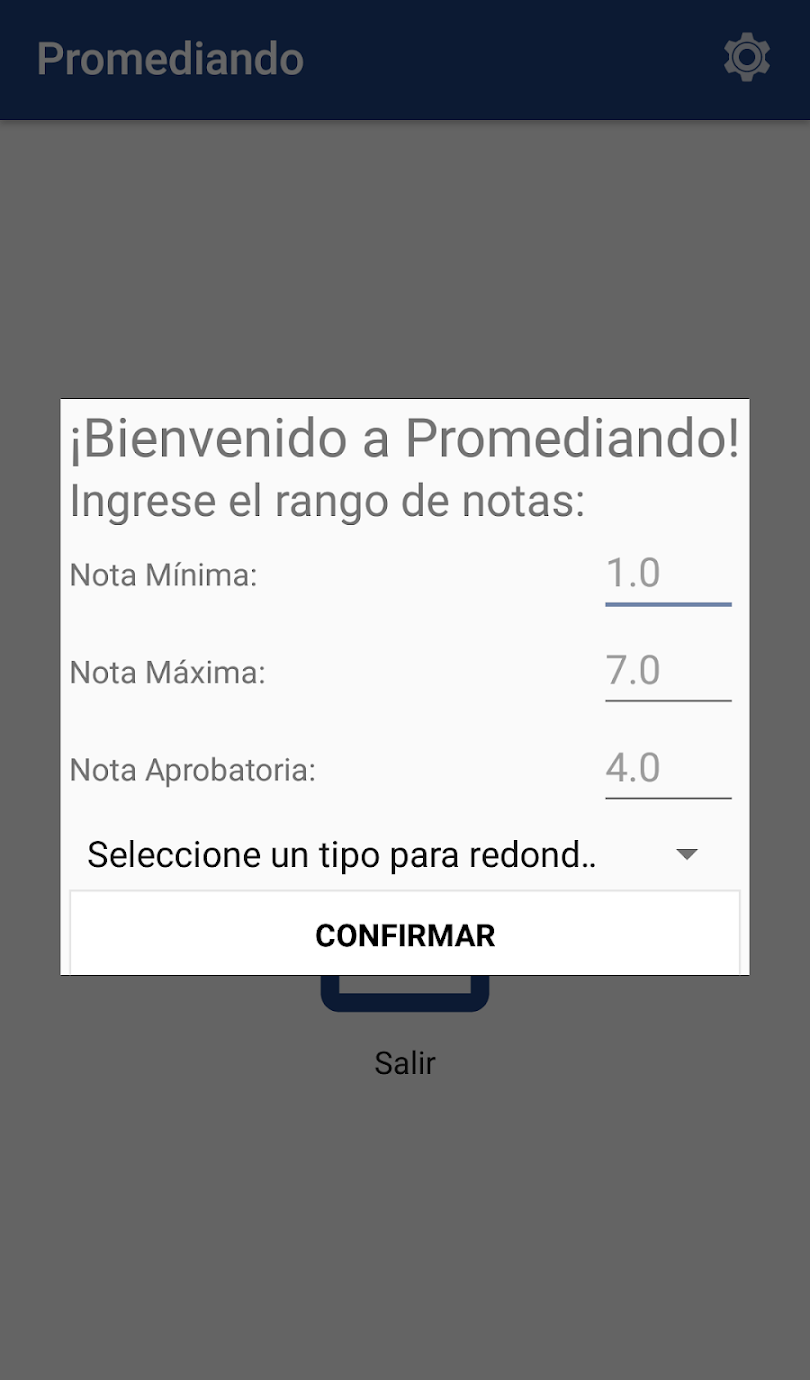 Promediando
¡Bienvenido a Promediando!
Ingrese el rango de notas:
Nota Mínima: 1.0
Nota Máxima: 7.0
Nota Aprobatoria: 4.0
Seleccione un tipo para redond..
CONFIRMAR
Salir